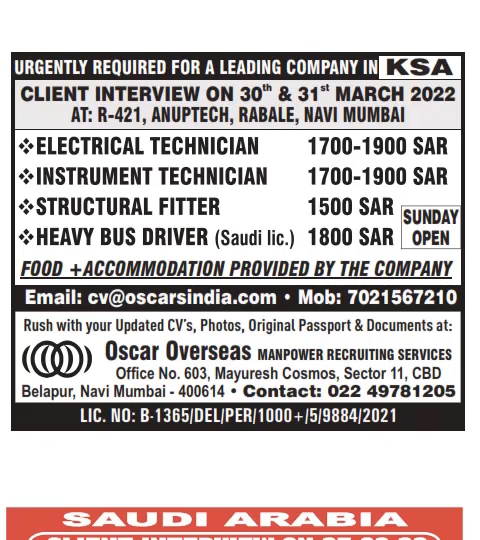 URGENTLY REQUIRED FOR A LEADING COMPANY IN KSA
CLIENT INTERVIEW ON 30th & 31st MARCH 2022
AT: R-421, ANUPTECH, RABALE, NAVI MUMBAI
❖ELECTRICAL TECHNICIAN 1700-1900 SAR
❖INSTRUMENT TECHNICIAN 1700-1900 SAR
❖STRUCTURAL FITTER 1500 SAR
❖HEAVY BUS DRIVER (Saudi lic.) 1800 SAR
SUNDAY
OPEN
FOOD +ACCOMMODATION PROVIDED BY THE COMPANY
Email: cv@oscarsindia.com • Mob: 7021567210
Rush with your Updated CV's, Photos, Original Passport & Documents at:
Oscar Overseas MANPOWER RECRUITING SERVICES
Office No. 603, Mayuresh Cosmos, Sector 11, CBD
Belapur, Navi Mumbai - 400614 • Contact: 022 49781205
LIC. NO: B-1365/DEL/PER/1000+/5/9884/2021
SAUDI ARABIA